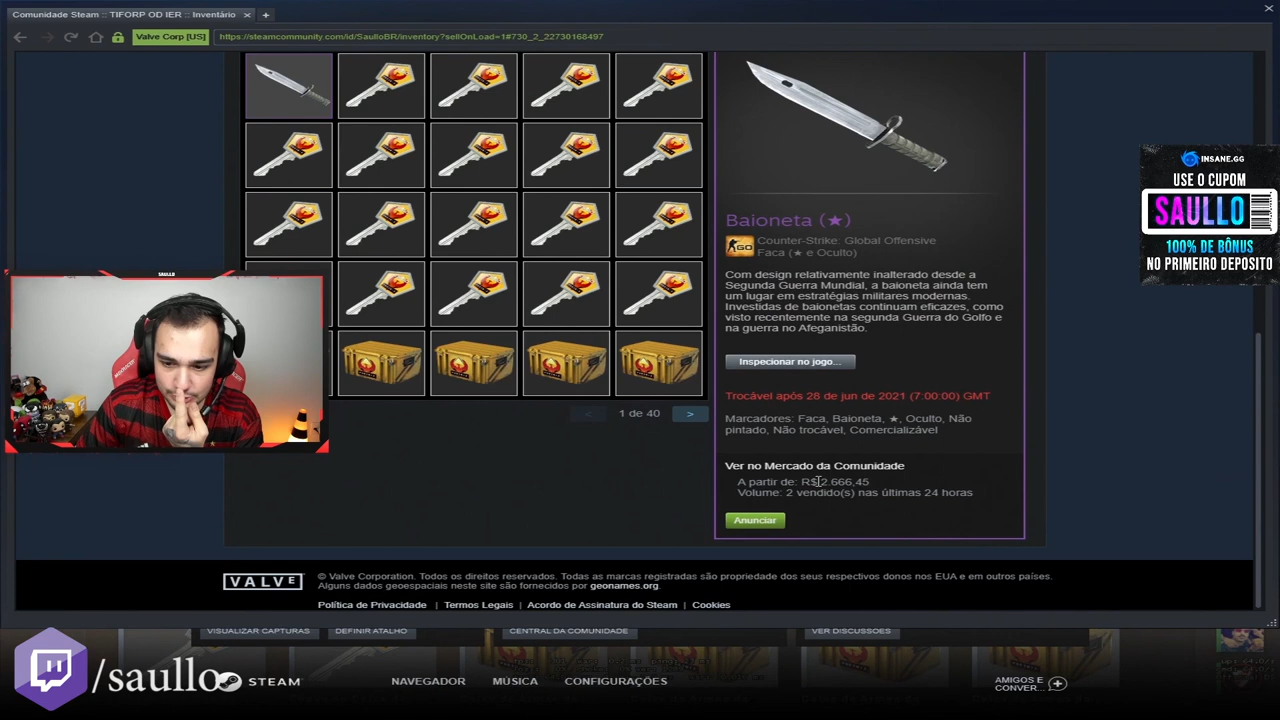 Comunidade Steam :: TIFORP OD IER :: Inventário
Valve Corp [US]
https://steamcommunity.com/id/SaulloBR/inventory?sellOnLoad=1#730_2_22730168497
Baioneta (★)
Counter-Strike: Global Offensive
Faca (★ e Oculto)
Com design relativamente inalterado desde a
Segunda Guerra Mundial, a baioneta ainda tem
um lugar em estratégias militares modernas.
Investidas de baionetas continuam eficazes, como
visto recentemente na segunda Guerra do Golfo e
na guerra no Afeganistão.
Inspecionar no jogo...
Trocável após 28 de jun de 2021 (7:00:00) GMT
Marcadores: Faca, Baioneta, ★, Oculto, Não
pintado, Não trocável, Comercializável
Ver no Mercado da Comunidade
A partir de: R$ 2.666,45
Volume: 2 vendido(s) nas últimas 24 horas
Anunciar
< 1 de 40 >
INSANE.GG
USE O CUPOM
SAULLO
100% DE BÔNUS
NO PRIMEIRO DEPOSITO
SAULLO
VALVE
© Valve Corporation. Todos os direitos reservados. Todas as marcas registradas são propriedade dos seus respectivos donos nos EUA e em outros países.
Alguns dados geoespaciais neste site são fornecidos por geonames.org.
Política de Privacidade | Termos Legais | Acordo de Assinatura do Steam | Cookies
VISUALIZAR CAPTURAS
DEFINIR ATALHO
CENTRAL DA COMUNIDADE
VER DISCUSSÕES
/saullo
STEAM
NAVEGADOR
MÚSICA
CONFIGURAÇÕES
AMIGOS E
CONVER...